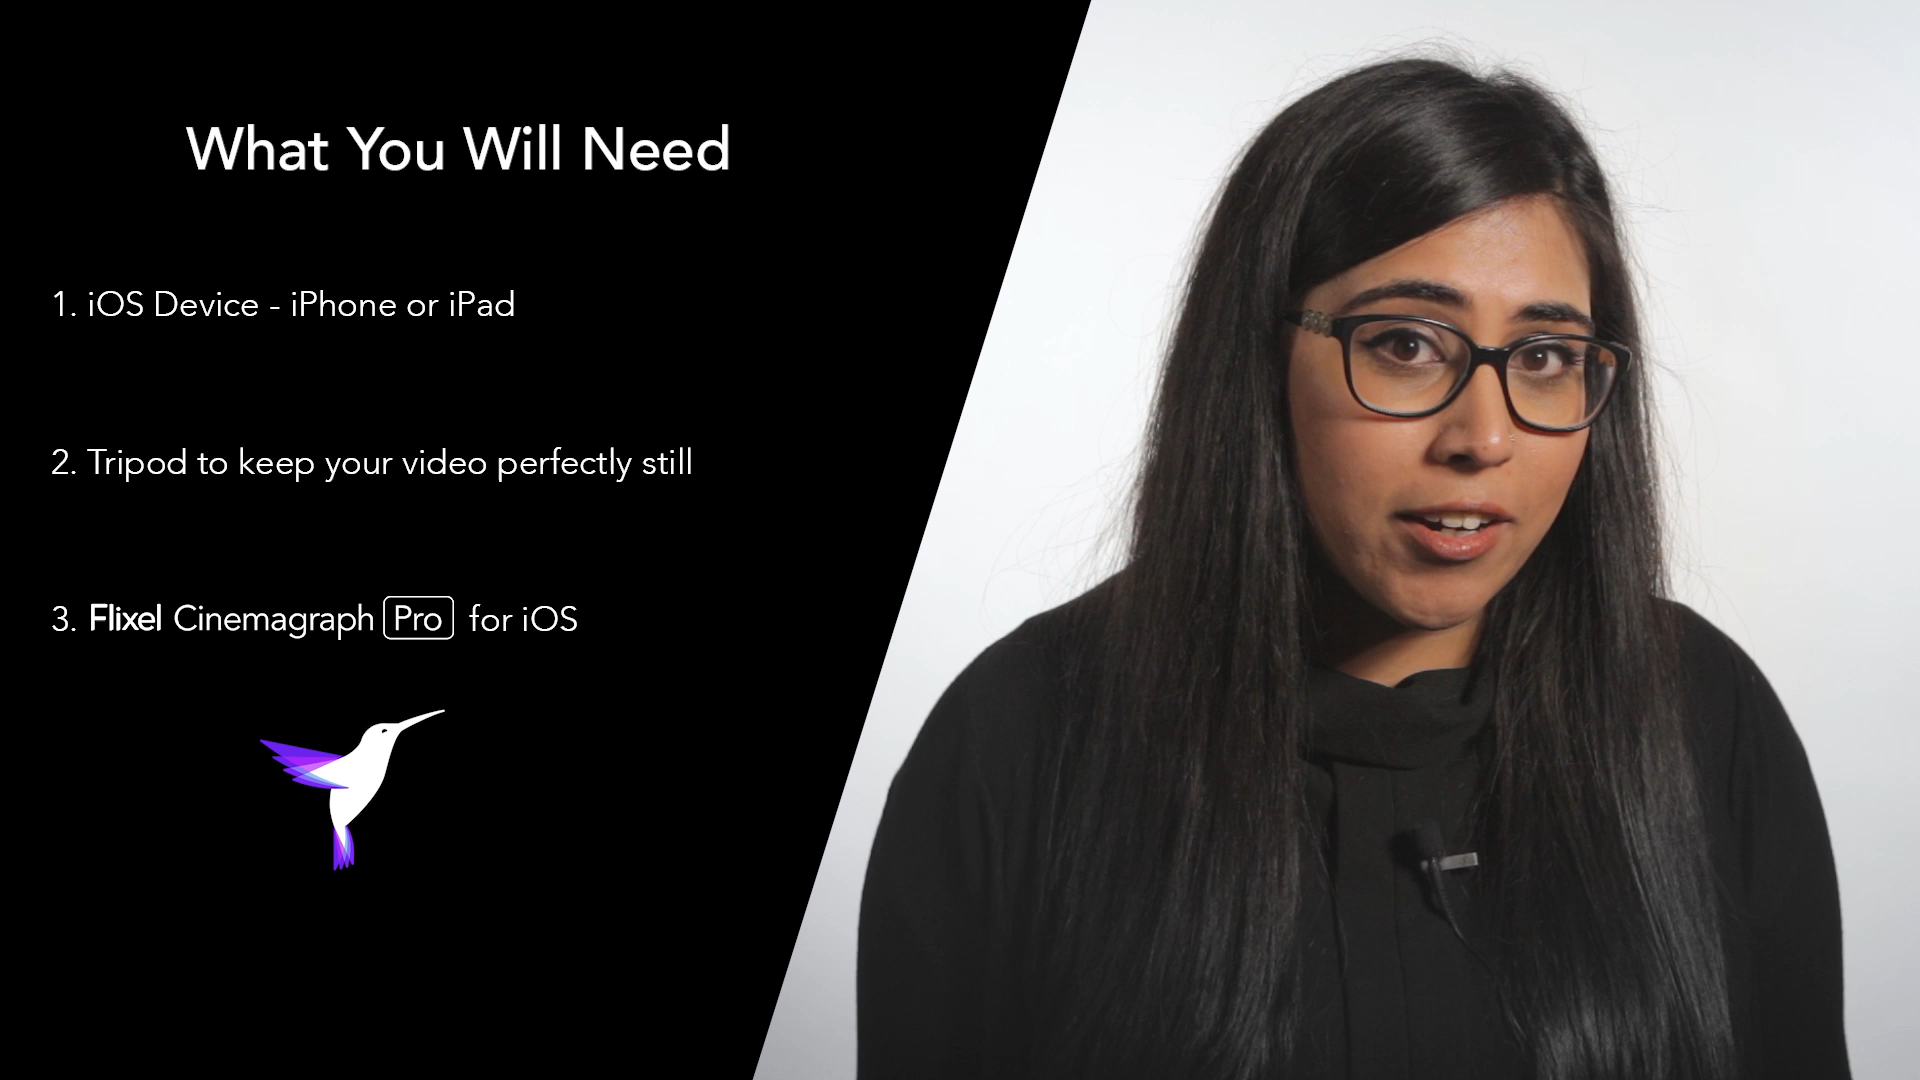 What You Will Need
1. iOS Device - iPhone or iPad
2. Tripod to keep your video perfectly still
3. Flixel Cinemagraph Pro for iOS